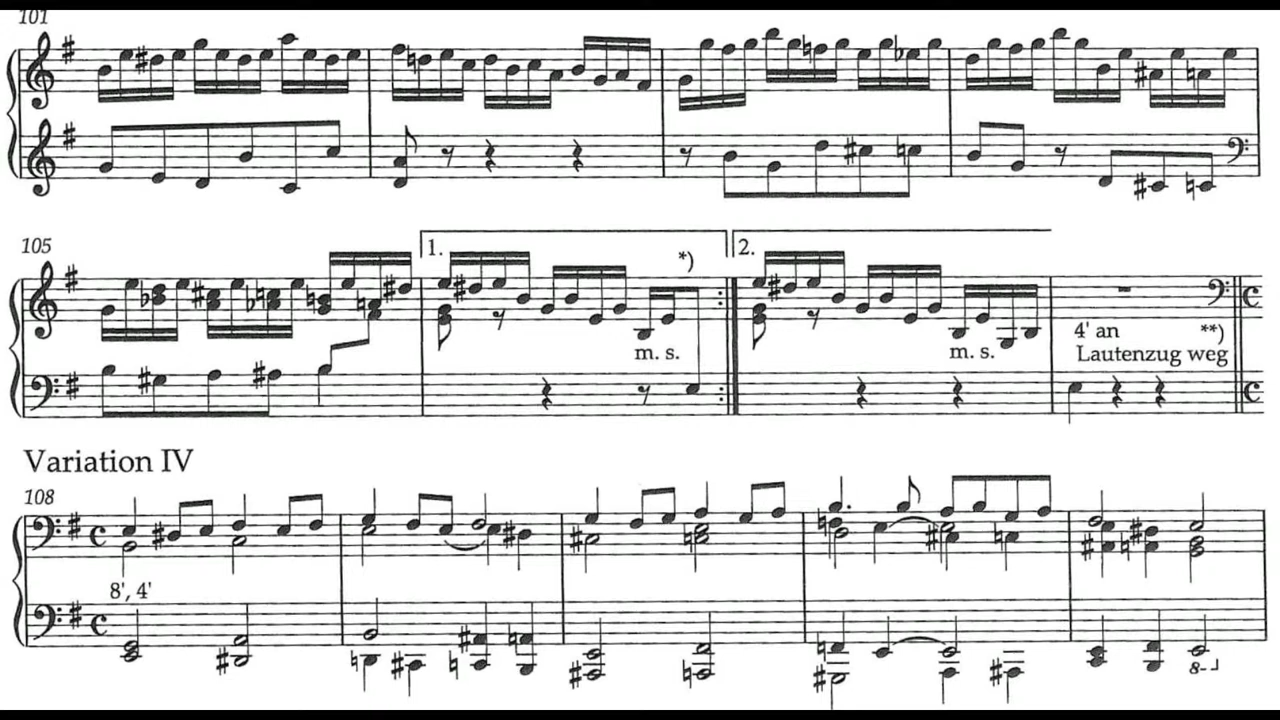 101
105
1.
*)
2.
m. s.
m. s.
4' an
**)
Lautenzug weg
Variation IV
108
8', 4'
8